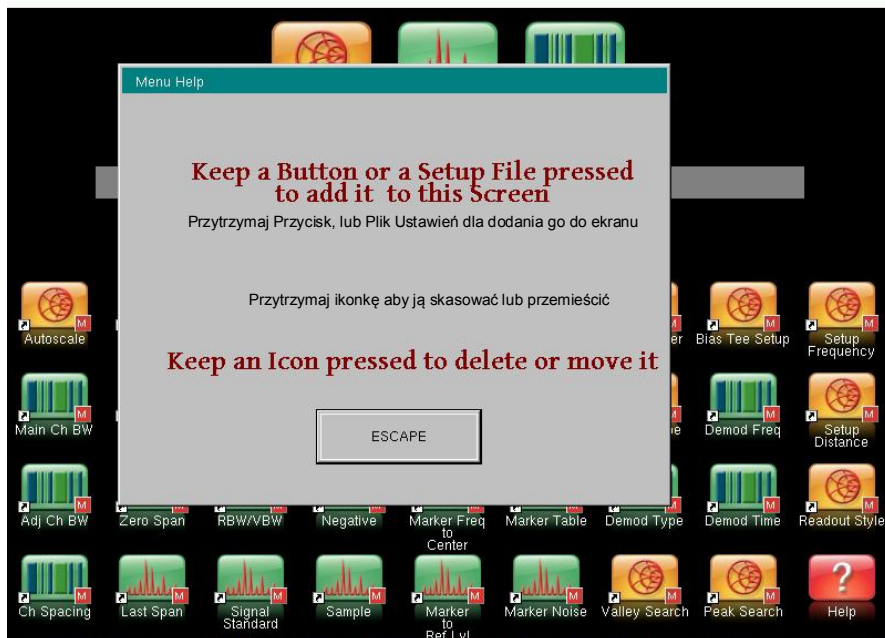 Menu Help
Keep a Button or a Setup File pressed
to add it to this Screen
Przytrzymaj Przycisk, lub Plik Ustawień dla dodania go do ekranu
Przytrzymaj ikonkę aby ją skasować lub przemieścić
Keep an Icon pressed to delete or move it
ESCAPE
M
M
M
Autoscale
er
Bias Tee Setup
Setup
Frequency
M
M
M
M
Main Ch BW
e
Demod Freq
Setup
Distance
M
M
M
M
M
M
M
M
M
Adj Ch BW
Zero Span
RBW/VBW
Negative
Marker Freq
to
Center
Marker Table
Demod Type
Demod Time
Readout Style
M
M
M
M
M
M
M
M
?
Ch Spacing
Last Span
Signal
Standard
Sample
Marker
to
Ref Lvl
Marker Noise
Valley Search
Peak Search
Help